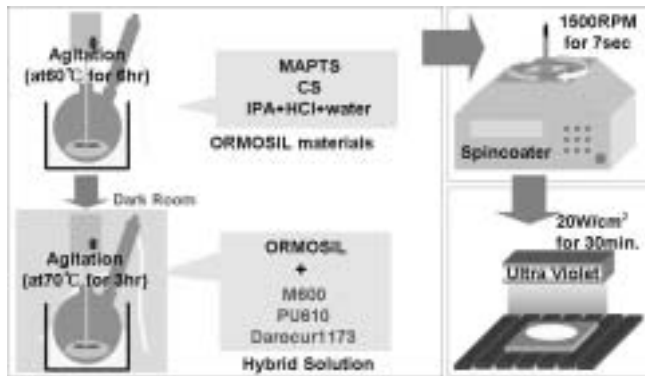 Agitation
(at60℃ for 6hr)
MAPTS
CS
IPA+HCl+water
ORMOSIL materials
Dark Room
Agitation
(at70℃ for 3hr)
ORMOSIL
+
M600
PU610
Darocur1173
Hybrid Solution
1500RPM
for 7sec
Spincoater
20W/cm²
for 30min.
Ultra Violet